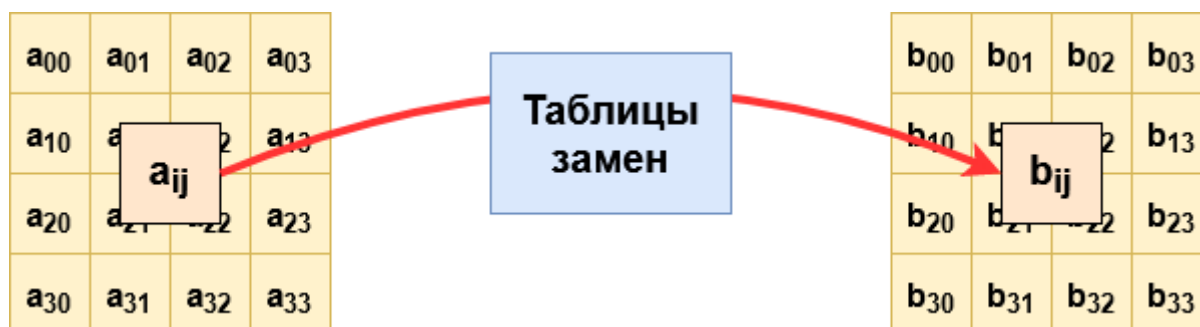 a00 a01 a02 a03 b00 b01 b02 b03
Таблицы
замен
a10 a13 b10 b13
aij bij
a20 a23 b20 b23
a30 a31 a32 a33 b30 b31 b32 b33